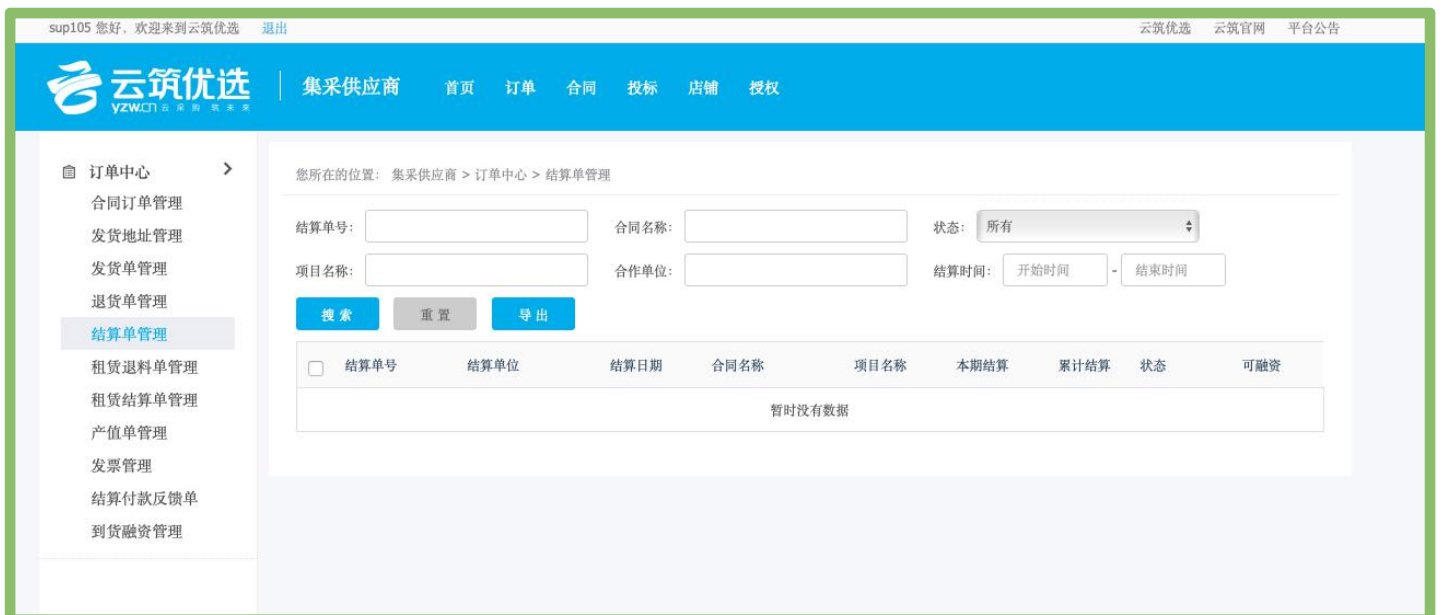 sup105 您好，欢迎来到云筑优选 退出 云筑优选 云筑官网 平台公告
云筑优选 集采供应商 首页 订单 合同 投标 店铺 授权
yzw.cn 云采购 筑未来
订单中心
合同订单管理
发货地址管理
发货单管理
退货单管理
结算单管理
租赁退料单管理
租赁结算单管理
产值单管理
发票管理
结算付款反馈单
到货融资管理
您所在的位置： 集采供应商 > 订单中心 > 结算单管理
结算单号： 合同名称： 状态： 所有
项目名称： 合作单位： 结算时间： 开始时间 - 结束时间
搜索 重置 导出
结算单号 结算单位 结算日期 合同名称 项目名称 本期结算 累计结算 状态 可融资
暂时没有数据